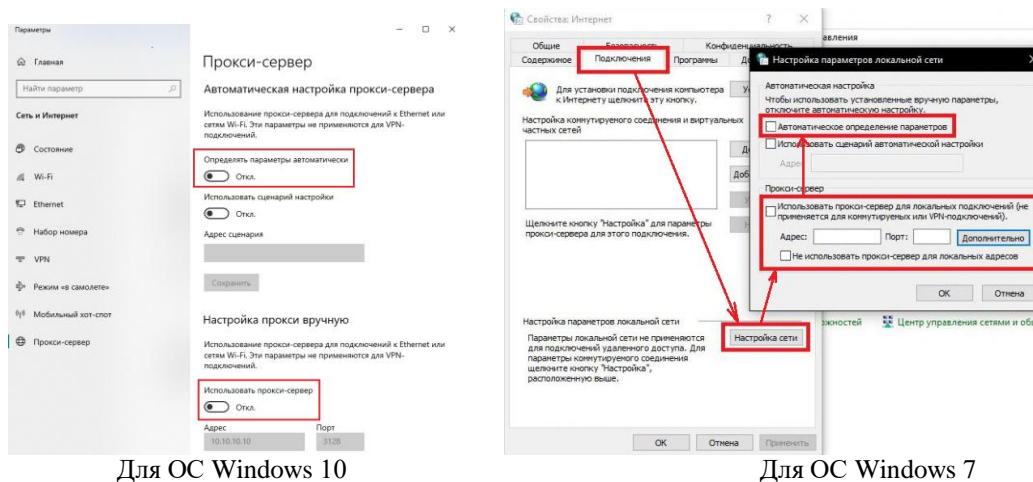 Параметры
Главная
Найти параметр
Сеть и Интернет
Состояние
Wi-Fi
Ethernet
Набор номера
VPN
Режим «в самолете»
Мобильный хот-спот
Прокси-сервер
Прокси-сервер
Автоматическая настройка прокси-сервера
Использование прокси-сервера для подключений к Ethernet или
сетям Wi-Fi. Эти параметры не применяются для VPN-
подключений.
Определять параметры автоматически
Откл.
Использовать сценарий настройки
Откл.
Адрес сценария
Сохранить
Настройка прокси вручную
Использование прокси-сервера для подключений к Ethernet или
сетям Wi-Fi. Эти параметры не применяются для VPN-
подключений.
Использовать прокси-сервер
Откл.
Адрес Порт
10.10.10.10 3128
Для ОС Windows 10
Свойства: Интернет
Общие Безопасность Конфиденциальность
Содержимое Подключения Программы
Для установки подключения компьютера
к Интернету щелкните эту кнопку.
Настройка коммутируемого соединения и виртуальных
частных сетей
Доб
Щелкните кнопку "Настройка" для параметры
прокси-сервера для этого подключения.
Настройка параметров локальной сети
Параметры локальной сети не применяются
для подключений удаленного доступа. Для
параметры коммутируемого соединения
щелкните кнопку "Настройка",
расположенную выше.
Настройка сети
ОК Отмена Применить
авления
Настройка параметров локальной сети
Автоматическая настройка
Чтобы использовать установленные вручную параметры,
отключите автоматическую настройку.
Автоматическое определение параметров
Использовать сценарий автоматической настройки
Адрес
Прокси-сервер
Использовать прокси-сервер для локальных подключений (не
применяется для коммутируемых или VPN-подключений).
Адрес: Порт: Дополнительно
Не использовать прокси-сервер для локальных адресов
ОК Отмена
жностей Центр управления сетями и об
Для ОС Windows 7